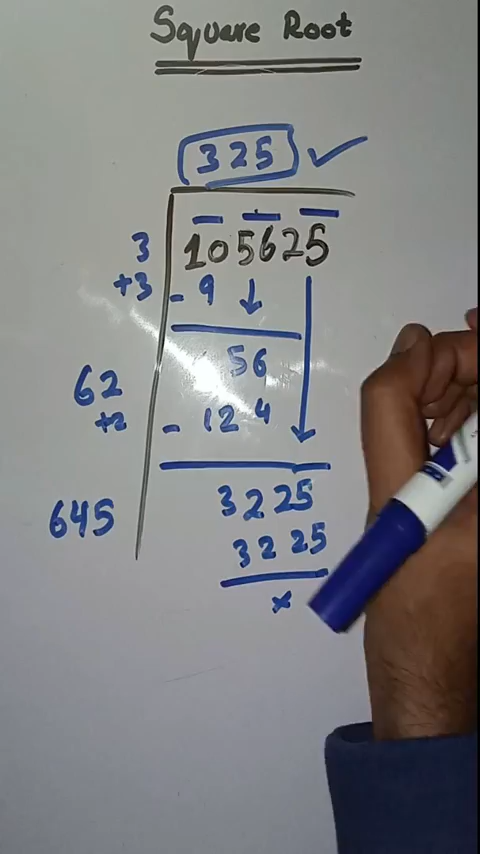 Square Root
325 ✓
3 105625
+3 - 9
56
62
+2 - 124
3225
645 3225
x